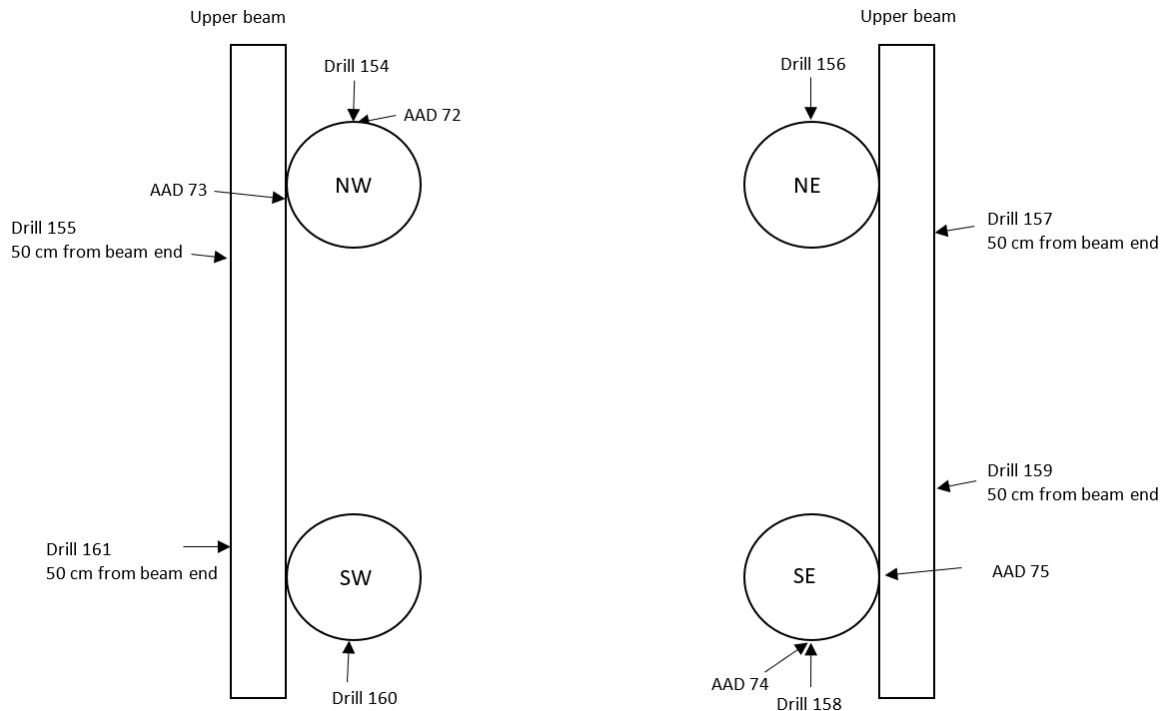 Upper beam
Upper beam
Drill 154
Drill 156
AAD 72
NW
NE
AAD 73
Drill 155
50 cm from beam end
Drill 157
50 cm from beam end
Drill 159
50 cm from beam end
Drill 161
50 cm from beam end
SW
SE
AAD 75
AAD 74
Drill 160
Drill 158